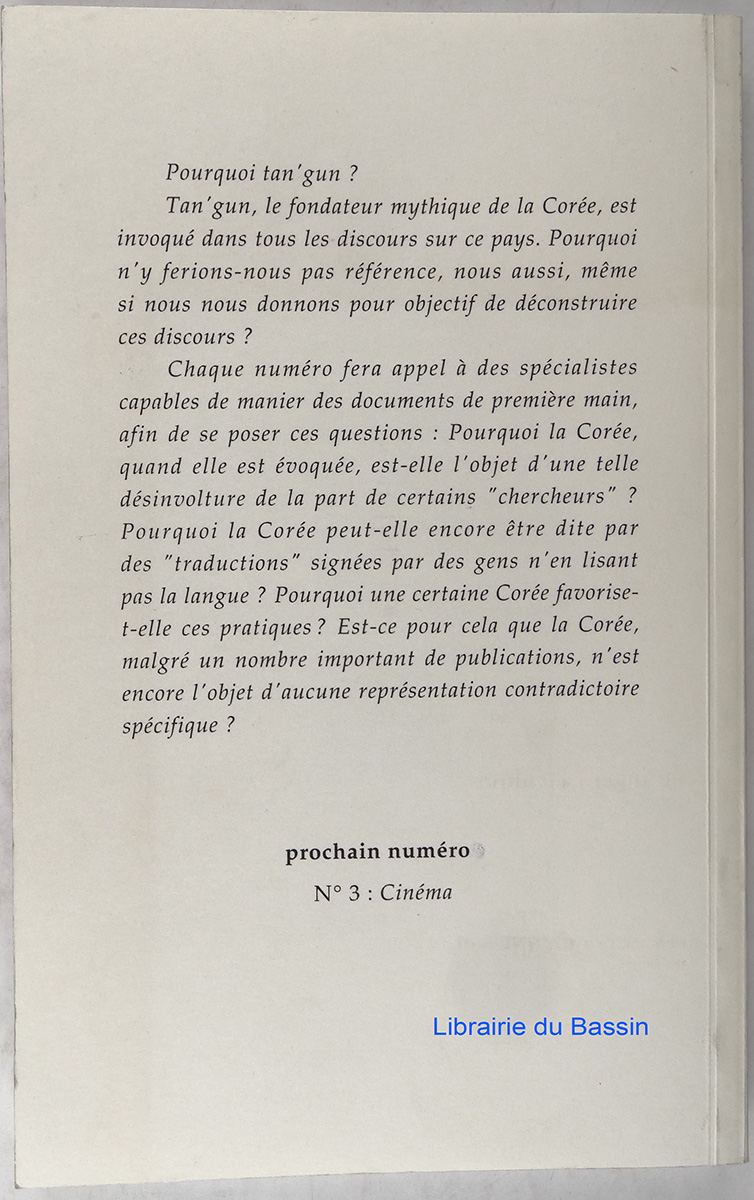 Pourquoi tan'gun ?
Tan'gun, le fondateur mythique de la Corée, est
invoqué dans tous les discours sur ce pays. Pourquoi
n'y ferions-nous pas référence, nous aussi, même
si nous nous donnons pour objectif de déconstruire
ces discours ?
Chaque numéro fera appel à des spécialistes
capables de manier des documents de première main,
afin de se poser ces questions : Pourquoi la Corée,
quand elle est évoquée, est-elle l'objet d'une telle
désinvolture de la part de certains "chercheurs" ?
Pourquoi la Corée peut-elle encore être dite par
des "traductions" signées par des gens n'en lisant
pas la langue ? Pourquoi une certaine Corée favorise-
t-elle ces pratiques ? Est-ce pour cela que la Corée,
malgré un nombre important de publications, n'est
encore l'objet d'aucune représentation contradictoire
spécifique ?
prochain numéro
N° 3 : Cinéma
Librairie du Bassin